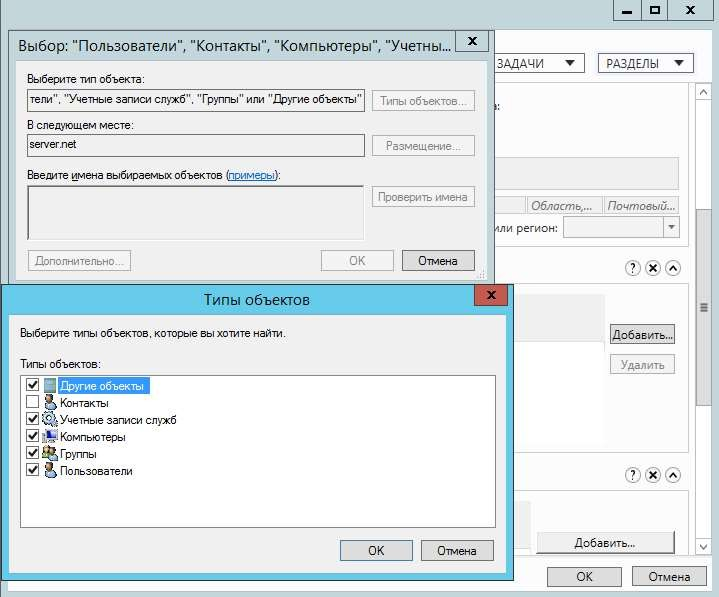 Выбор: "Пользователи", "Контакты", "Компьютеры", "Учетны...
Выберите тип объекта:
тели", "Учетные записи служб", "Группы" или "Другие объекты"
Типы объектов...
В следующем месте:
server.net
Размещение...
Введите имена выбираемых объектов (примеры):
Проверить имена
Дополнительно...
ОК
Отмена
ЗАДАЧИ
РАЗДЕЛЫ
Область,...
Почтовый...
или регион:
Добавить...
Удалить
Добавить...
ОК
Отмена
Типы объектов
Выберите типы объектов, которые вы хотите найти.
Типы объектов:
Другие объекты
Контакты
Учетные записи служб
Компьютеры
Группы
Пользователи
ОК
Отмена